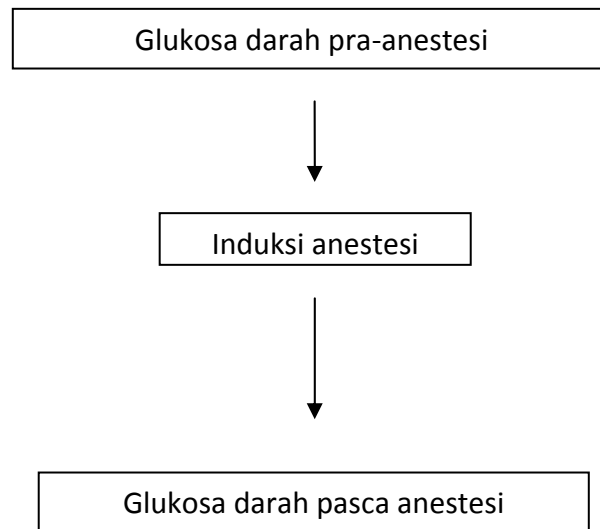 Glukosa darah pra-anestesi
Induksi anestesi
Glukosa darah pasca anestesi